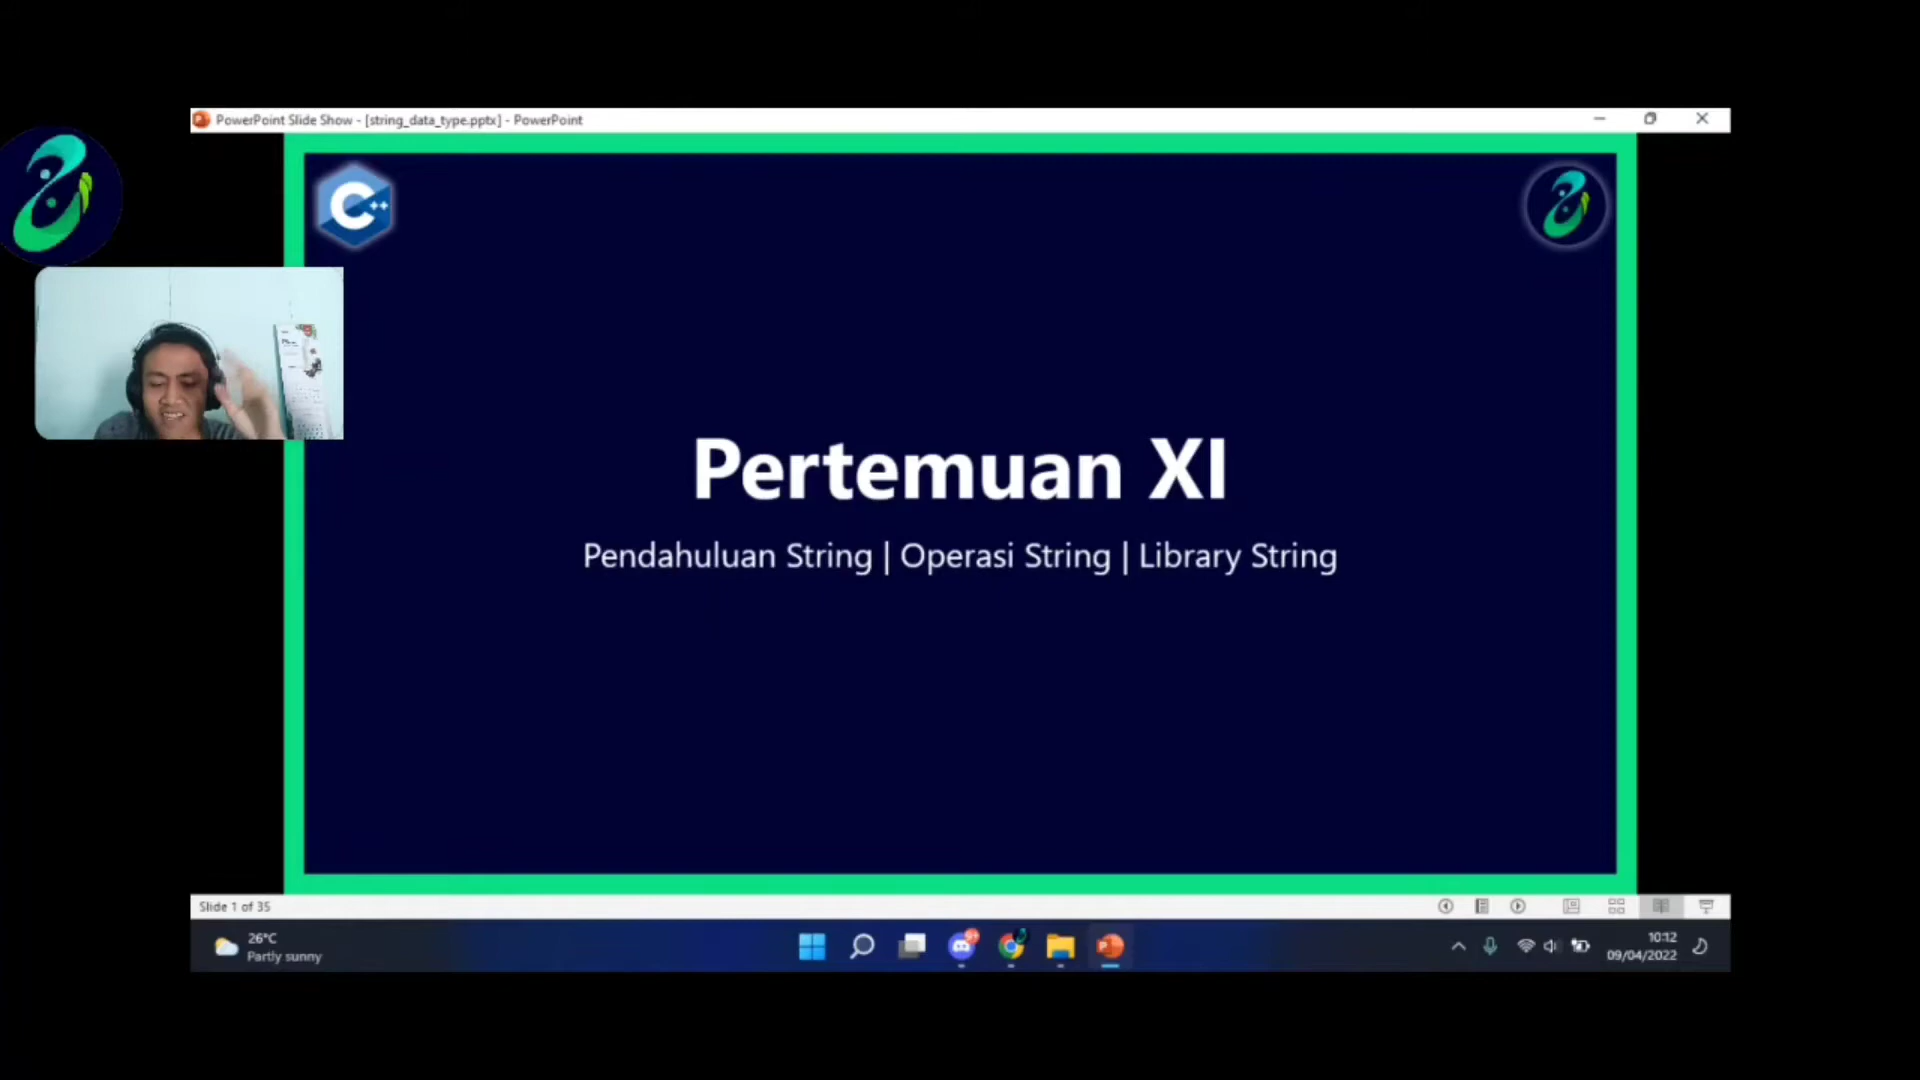 PowerPoint Slide Show - [string_data_type.pptx] - PowerPoint
C++
Pertemuan XI
Pendahuluan String | Operasi String | Library String
Slide 1 of 35
26°C
Partly sunny
9+
10:12
09/04/2022